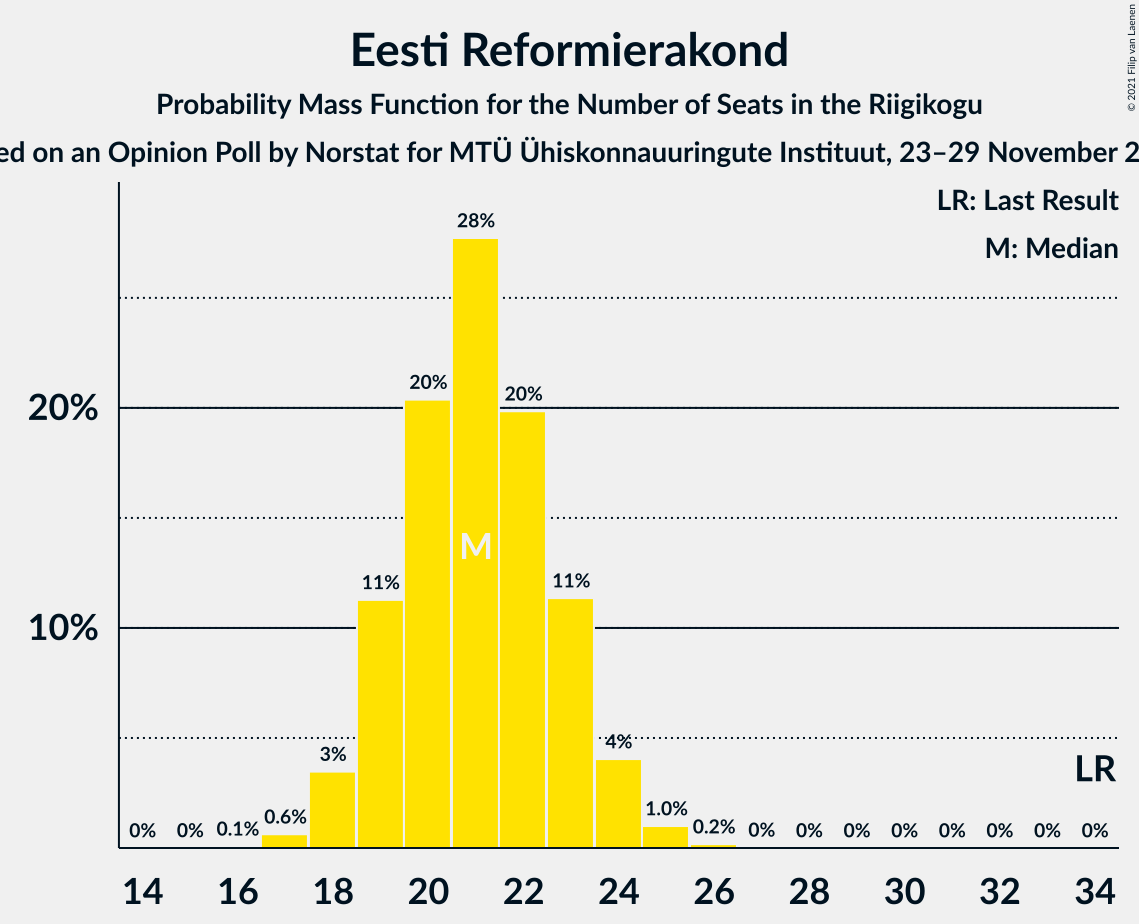 Eesti Reformierakond
Probability Mass Function for the Number of Seats in the Riigikogu
ed on an Opinion Poll by Norstat for MTÜ Ühiskonnauuringute Instituut, 23–29 November 2
© 2021 Filip van Laenen
LR: Last Result
M: Median
28%
20%
20%
20%
M
11%
11%
10%
4%
3%
LR
1.0%
0.6%
0.2%
0% 0% 0.1% 0% 0% 0% 0% 0% 0% 0% 0%
14 16 18 20 22 24 26 28 30 32 34